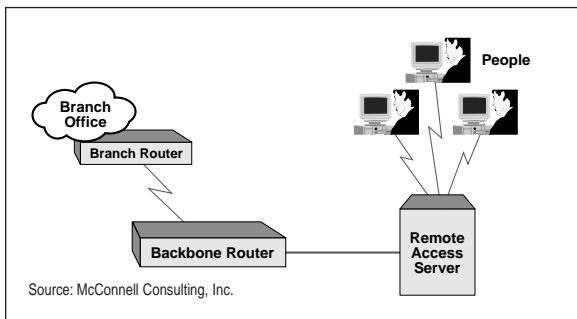 People
Branch
Office
Branch Router
Backbone Router
Remote
Access
Server
Source: McConnell Consulting, Inc.